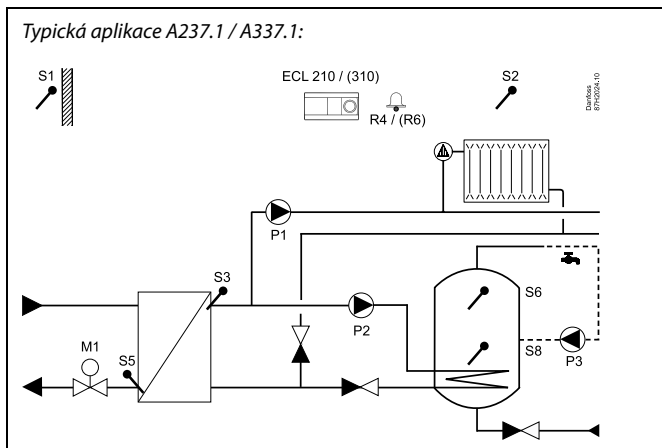 Typická aplikace A237.1 / A337.1:
S1
ECL 210 / (310)
S2
R4 / (R6)
Danfoss
87H2024.10
P1
S3
S6
P2
M1
S5
S8
P3